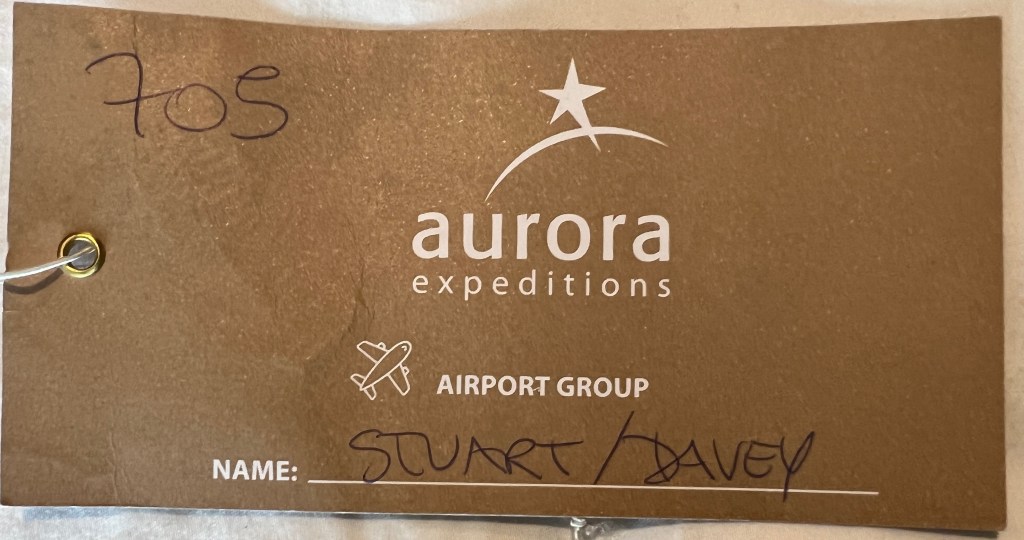 705
aurora
expeditions
AIRPORT GROUP
NAME: STUART/DAVEY